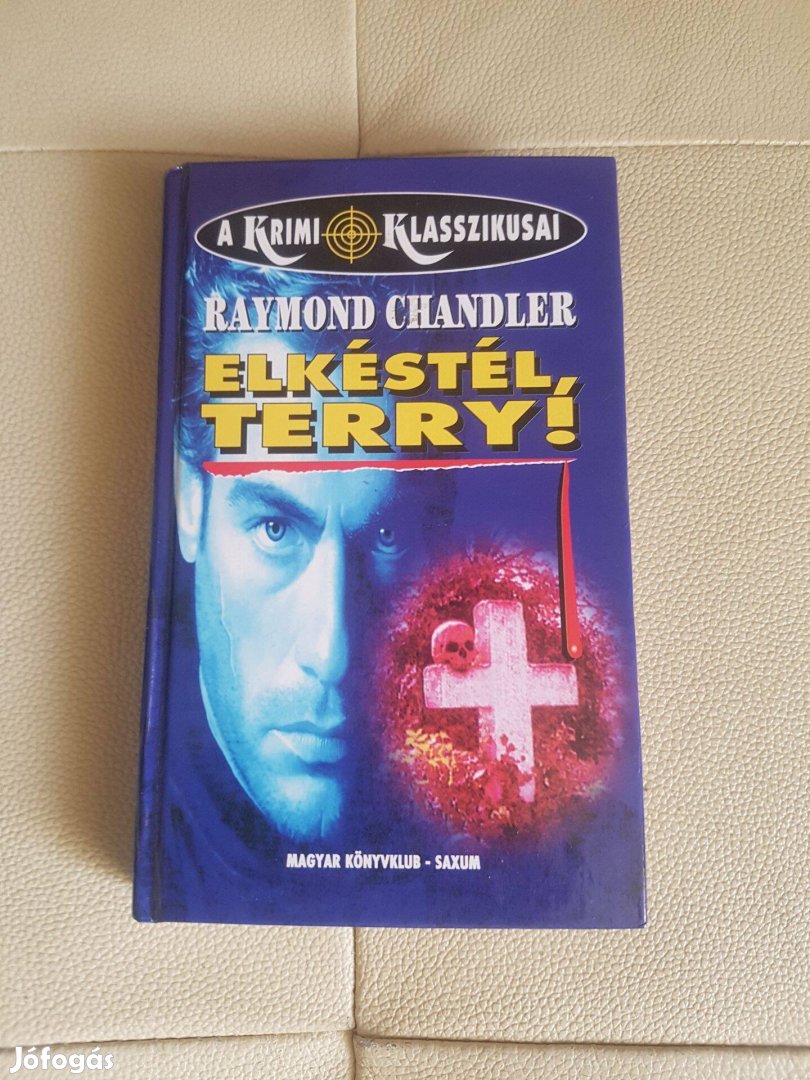 A KRIMI KLASSZIKUSAI
RAYMOND CHANDLER
ELKÉSTÉL,
TERRY!
MAGYAR KÖNYVKLUB - SAXUM
Jófogás